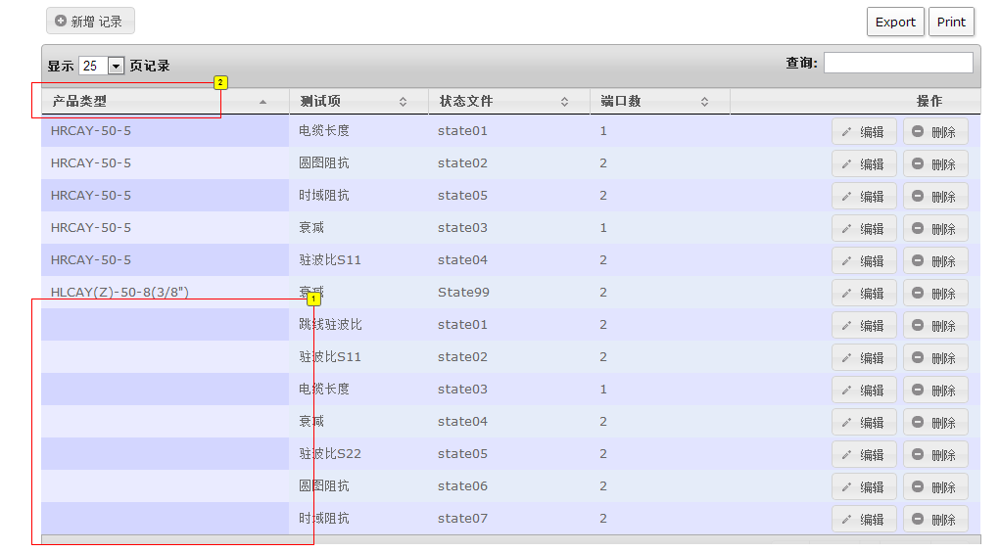 新增 记录
Export Print
显示 25 页记录 查询:
2
产品类型 测试项 状态文件 端口数 操作
HRCAY-50-5 电缆长度 state01 1 编辑 删除
HRCAY-50-5 圆图阻抗 state02 2 编辑 删除
HRCAY-50-5 时域阻抗 state05 2 编辑 删除
HRCAY-50-5 衰减 state03 1 编辑 删除
HRCAY-50-5 驻波比S11 state04 2 编辑 删除
HLCAY(Z)-50-8(3/8") 衰减 State99 2 编辑 删除
1
跳线驻波比 state01 2 编辑 删除
驻波比S11 state02 2 编辑 删除
电缆长度 state03 1 编辑 删除
衰减 state04 2 编辑 删除
驻波比S22 state05 2 编辑 删除
圆图阻抗 state06 2 编辑 删除
时域阻抗 state07 2 编辑 删除